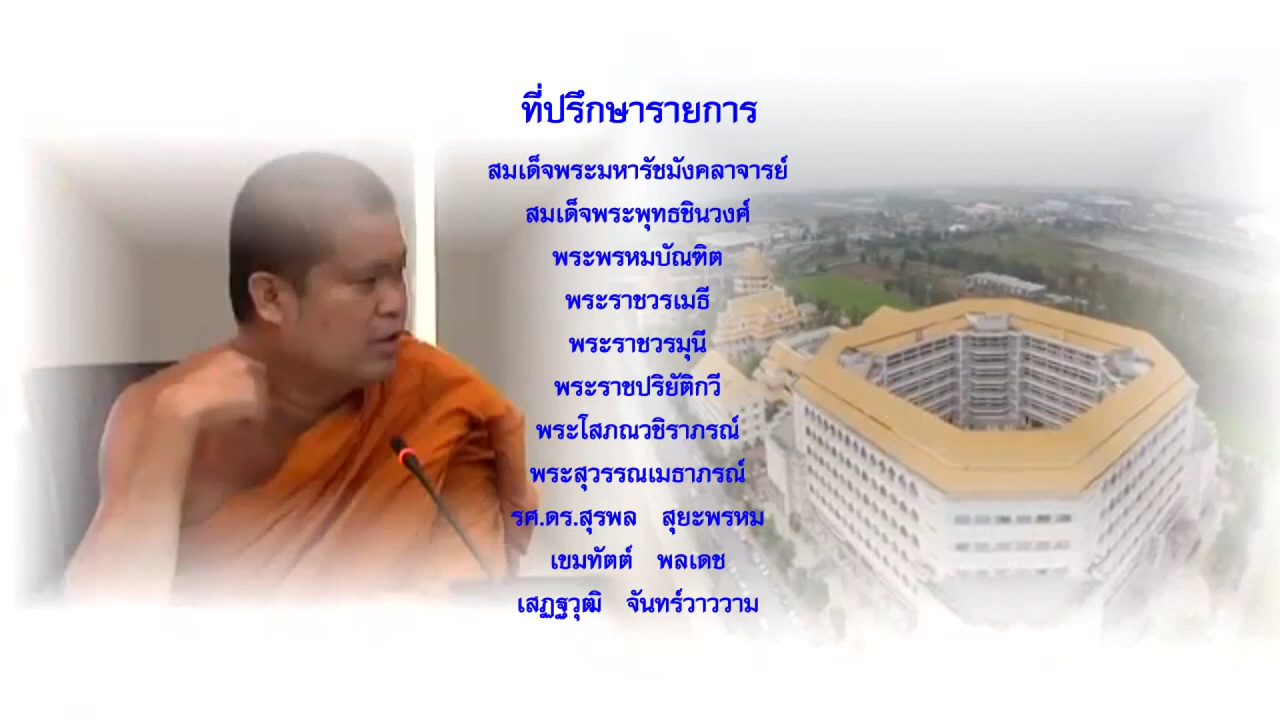 ที่ปรึกษารายการ
สมเด็จพระมหารัชมังคลาจารย์
สมเด็จพระพุทธชินวงศ์
พระพรหมบัณฑิต
พระราชวรเมธี
พระราชวรมุนี
พระราชปริยัติกวี
พระโสภณวชิราภรณ์
พระสุวรรณเมธาภรณ์
รศ.ดร.สุรพล สุยะพรหม
เขมทัตต์ พลเดช
เสฏฐวุฒิ จันทร์วาววาม